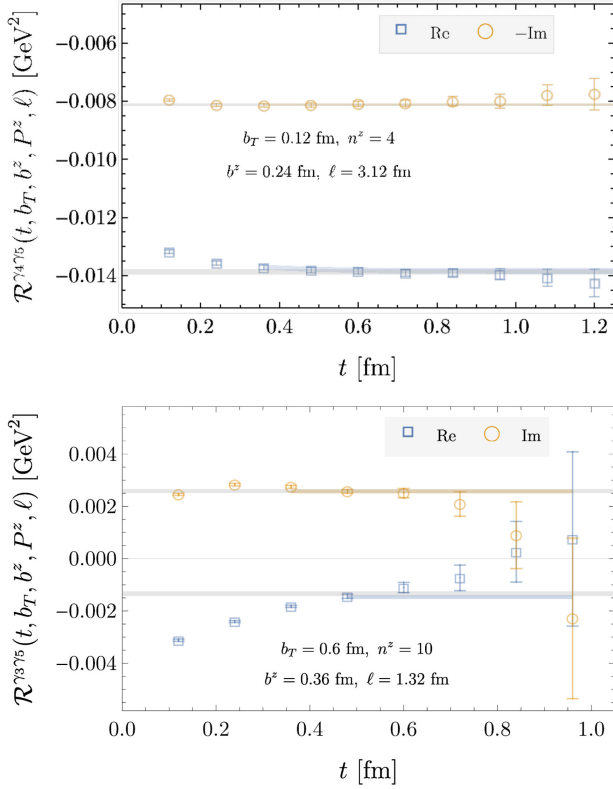 Re −Im
ℛ^{γ4γ5}(t, b_T, b^z, P^z, ℓ) [GeV²]
−0.006
−0.008
b_T = 0.12 fm, n^z = 4
−0.010
b^z = 0.24 fm, ℓ = 3.12 fm
−0.012
−0.014
0.0 0.2 0.4 0.6 0.8 1.0 1.2
t [fm]
Re Im
ℛ^{γ3γ5}(t, b_T, b^z, P^z, ℓ) [GeV²]
0.004
0.002
0.000
−0.002
b_T = 0.6 fm, n^z = 10
−0.004
b^z = 0.36 fm, ℓ = 1.32 fm
0.0 0.2 0.4 0.6 0.8 1.0
t [fm]